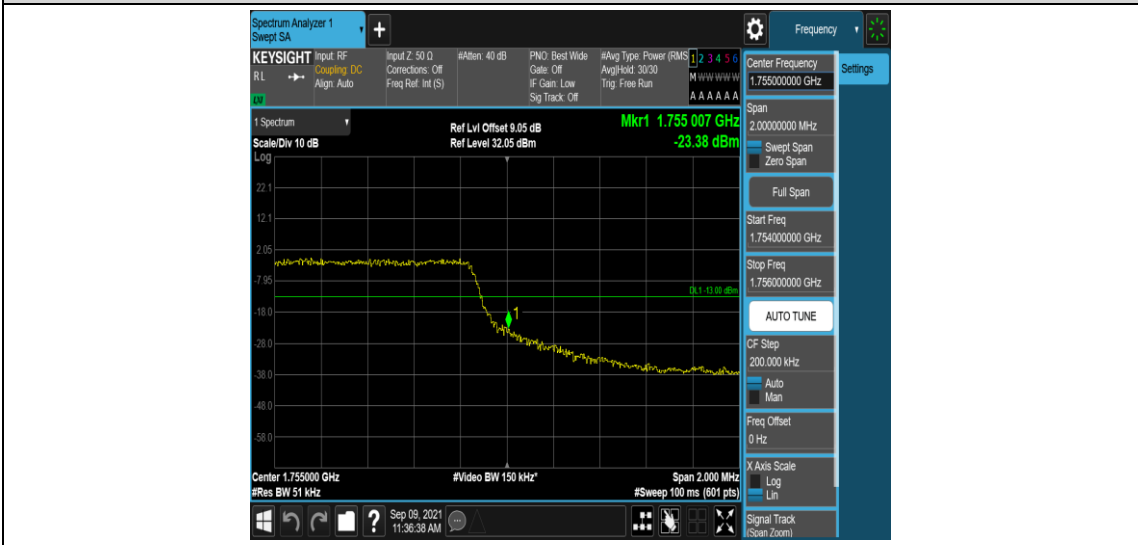 Spectrum Analyzer 1
Swept SA
+
Frequency
KEYSIGHT
RL
LXI
Input: RF
Coupling: DC
Align: Auto
Input Z: 50 Ω
Corrections: Off
Freq Ref: Int (S)
#Atten: 40 dB
PNO: Best Wide
Gate: Off
IF Gain: Low
Sig Track: Off
#Avg Type: Power (RMS
Avg|Hold: 30/30
Trig: Free Run
1 2 3 4 5 6
M W W W W W
A A A A A A
1 Spectrum
Scale/Div 10 dB
Ref Lvl Offset 9.05 dB
Ref Level 32.05 dBm
Mkr1 1.755 007 GHz
-23.38 dBm
Log
22.1
12.1
2.05
-7.95
DL1 -13.00 dBm
-18.0
1
-28.0
-38.0
-48.0
-58.0
Center 1.755000 GHz
#Res BW 51 kHz
#Video BW 150 kHz*
Span 2.000 MHz
#Sweep 100 ms (601 pts)
?
Sep 09, 2021
11:36:38 AM
Center Frequency
1.755000000 GHz
Span
2.00000000 MHz
Swept Span
Zero Span
Full Span
Start Freq
1.754000000 GHz
Stop Freq
1.756000000 GHz
AUTO TUNE
CF Step
200.000 kHz
Auto
Man
Freq Offset
0 Hz
X Axis Scale
Log
Lin
Signal Track
(Span Zoom)
Settings